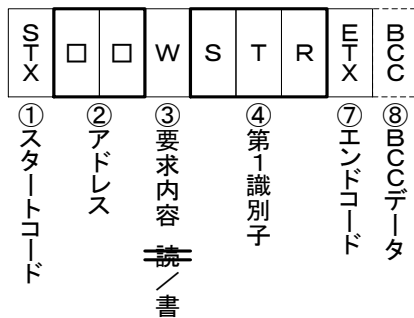 STX □ □ W S T R ETX BCC
①スタートコード
②アドレス
③要求内容 読/書
④第1識別子
⑦エンドコード
⑧BCCデータ